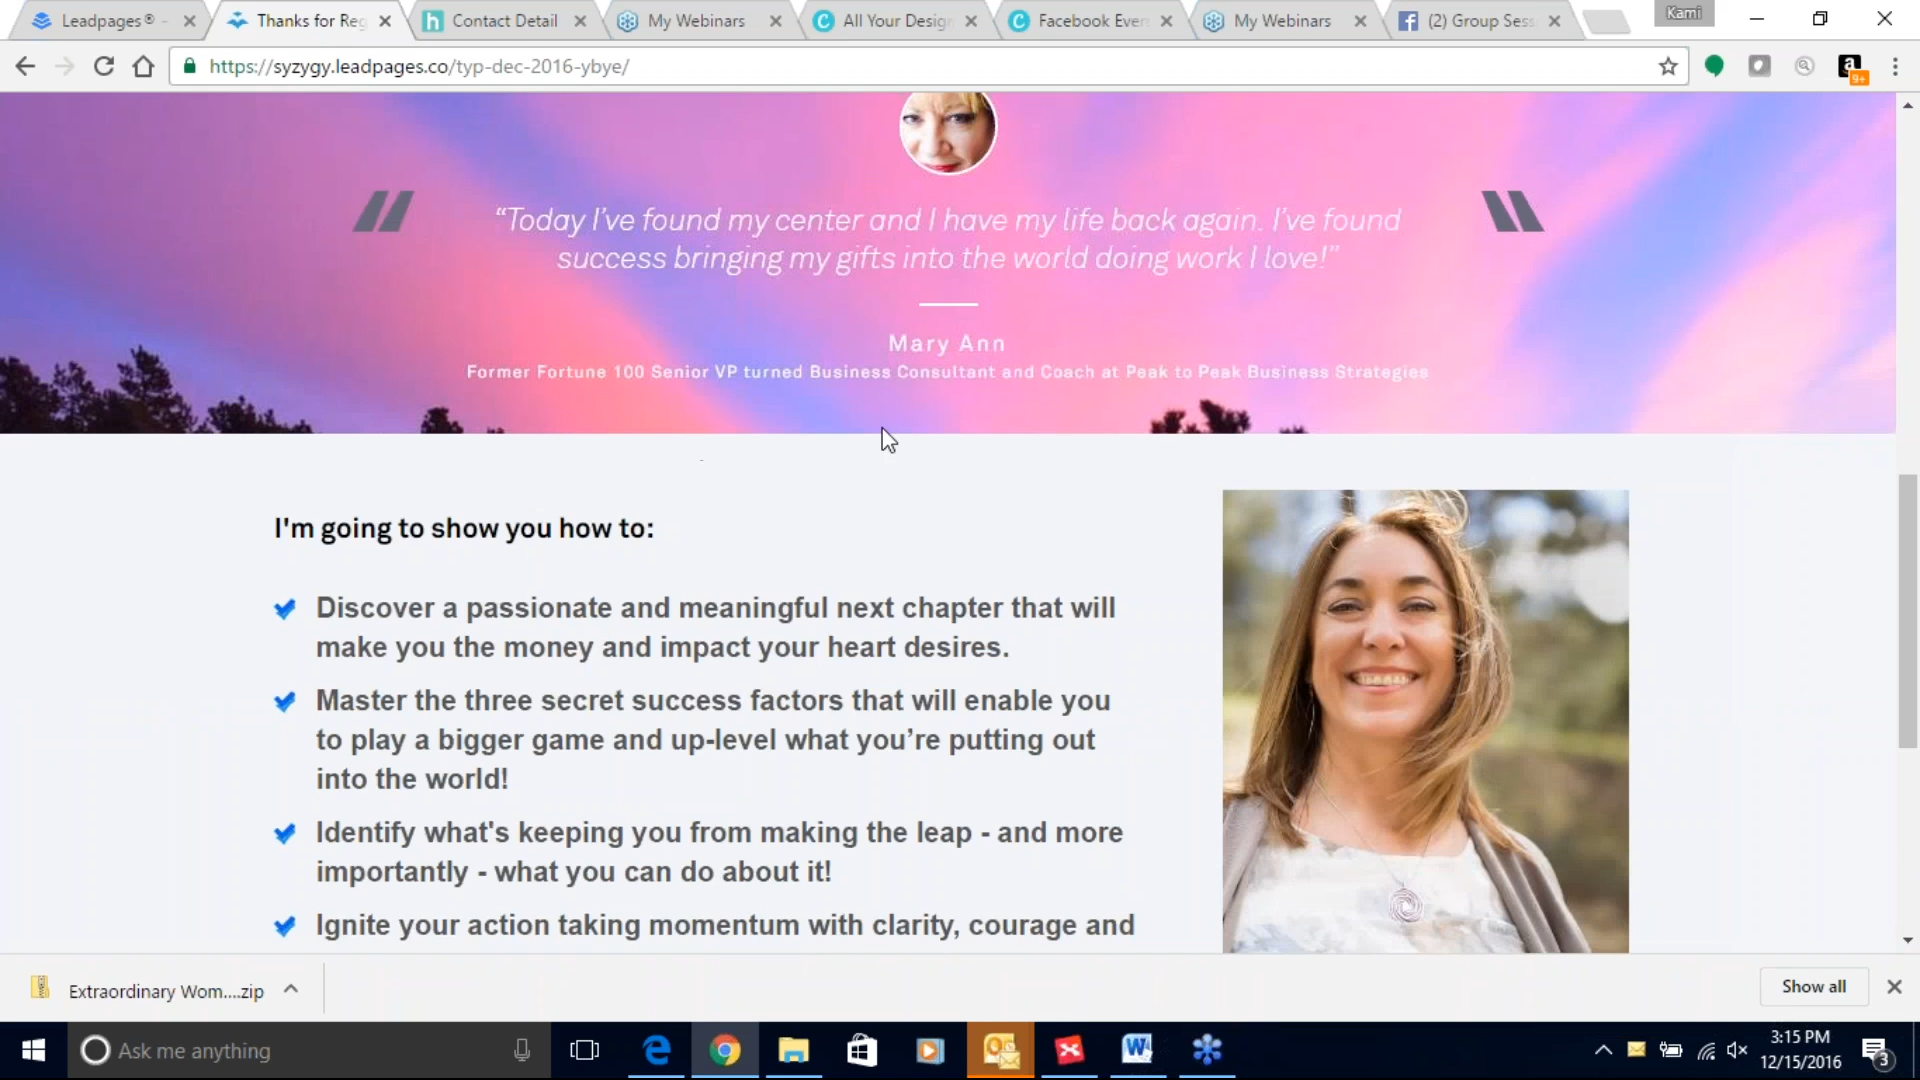 Leadpages® -
Thanks for Reg
Contact Detail
My Webinars
All Your Design
Facebook Even
My Webinars
(2) Group Sess
Kami
https://syzygy.leadpages.co/typ-dec-2016-ybye/
9+
“Today I’ve found my center and I have my life back again. I’ve found
success bringing my gifts into the world doing work I love!”
Mary Ann
Former Fortune 100 Senior VP turned Business Consultant and Coach at Peak to Peak Business Strategies
I'm going to show you how to:
Discover a passionate and meaningful next chapter that will
make you the money and impact your heart desires.
Master the three secret success factors that will enable you
to play a bigger game and up-level what you’re putting out
into the world!
Identify what's keeping you from making the leap - and more
importantly - what you can do about it!
Ignite your action taking momentum with clarity, courage and
Extraordinary Wom....zip
Show all
Ask me anything
3:15 PM
12/15/2016
3